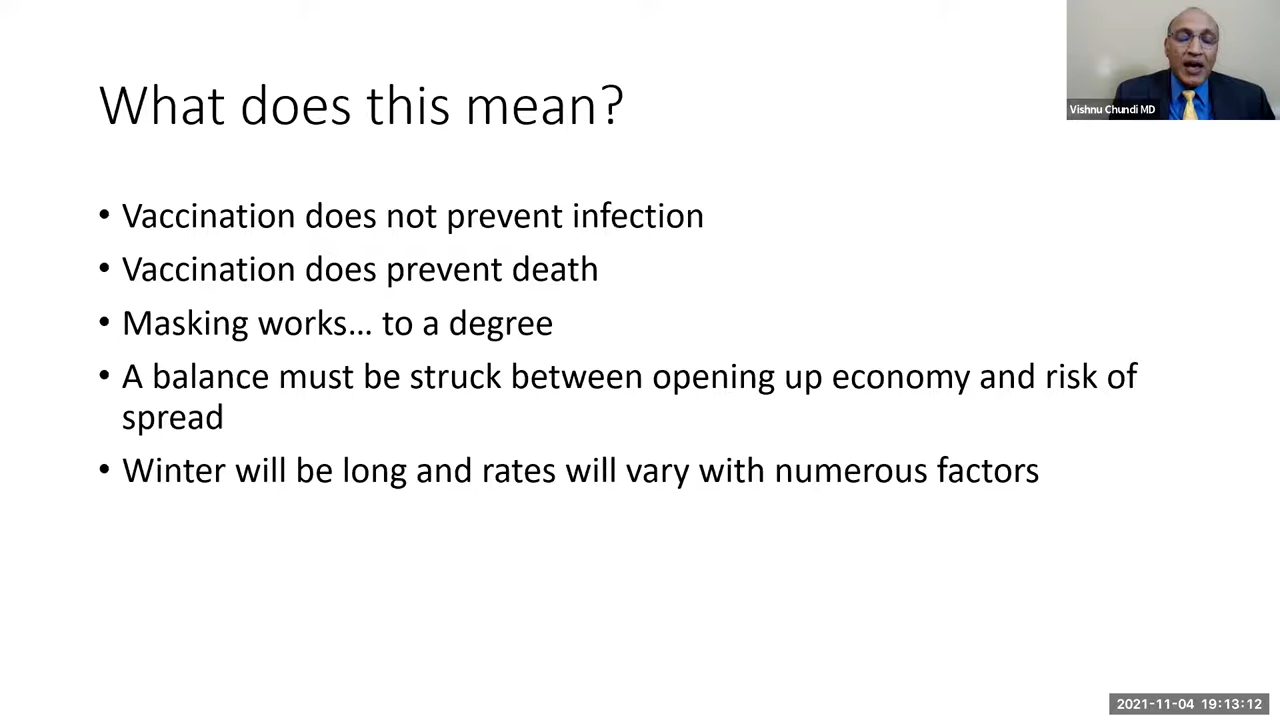 What does this mean?
Vishnu Chundi MD
• Vaccination does not prevent infection
• Vaccination does prevent death
• Masking works... to a degree
• A balance must be struck between opening up economy and risk of
spread
• Winter will be long and rates will vary with numerous factors
2021-11-04 19:13:12